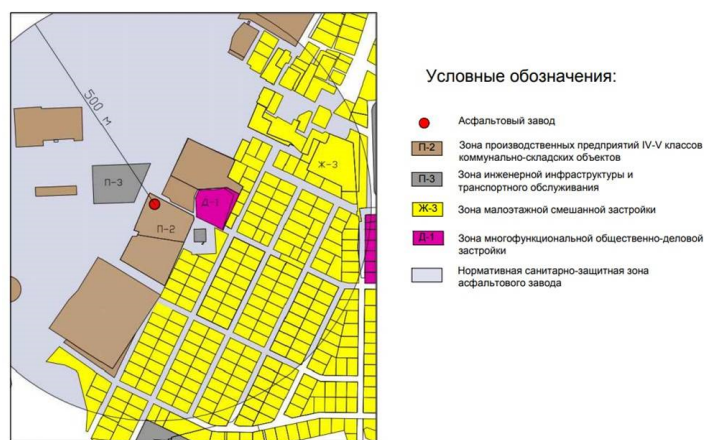 500 м
Ж-3
П-3
Д-1
П-2
Условные обозначения:
Асфальтовый завод
П-2
Зона производственных предприятий IV-V классов
коммунально-складских объектов
П-3
Зона инженерной инфраструктуры и
транспортного обслуживания
Ж-3
Зона малоэтажной смешанной застройки
Д-1
Зона многофункциональной общественно-деловой
застройки
Нормативная санитарно-защитная зона
асфальтового завода